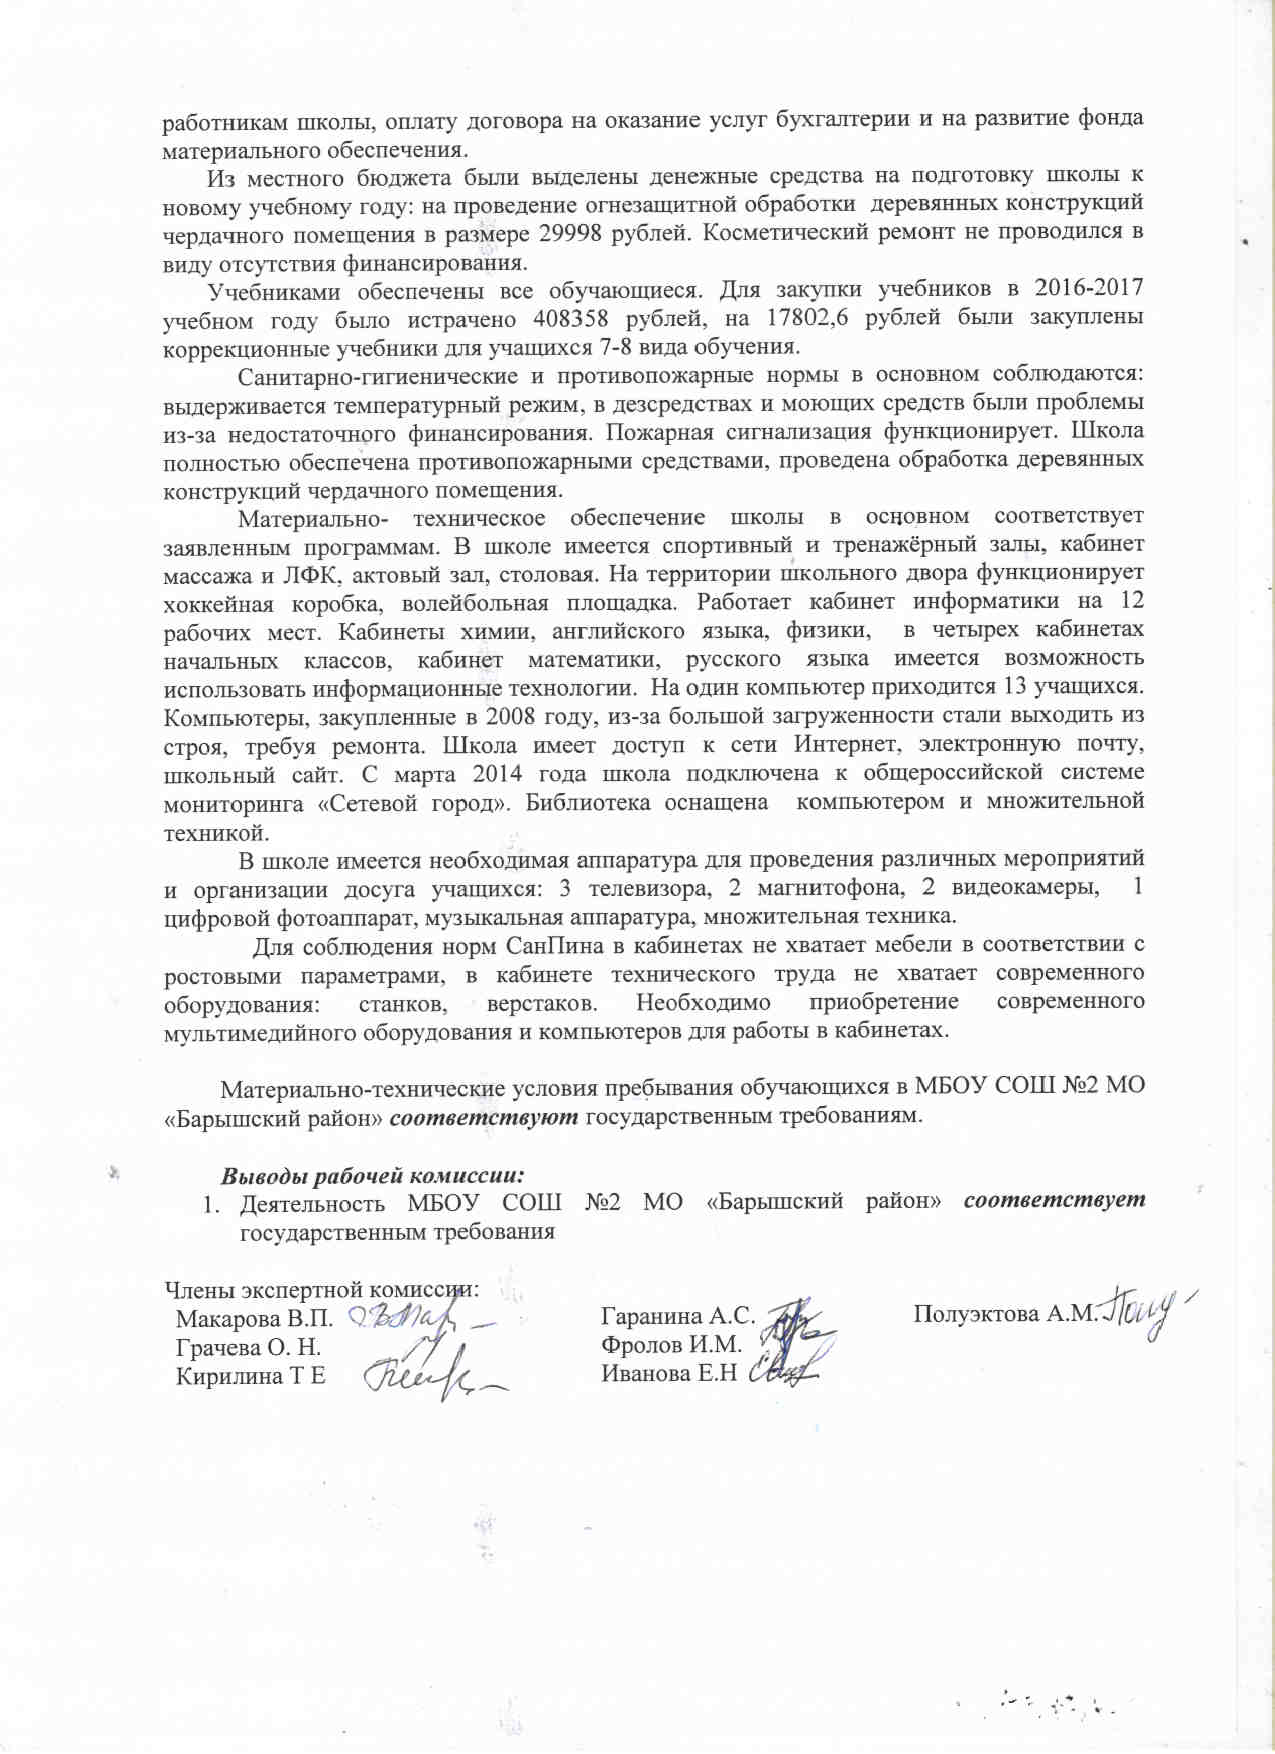 работникам школы, оплату договора на оказание услуг бухгалтерии и на развитие фонда
материального обеспечения.
Из местного бюджета были выделены денежные средства на подготовку школы к
новому учебному году: на проведение огнезащитной обработки деревянных конструкций
чердачного помещения в размере 29998 рублей. Косметический ремонт не проводился в
виду отсутствия финансирования.
Учебниками обеспечены все обучающиеся. Для закупки учебников в 2016-2017
учебном году было истрачено 408358 рублей, на 17802,6 рублей были закуплены
коррекционные учебники для учащихся 7-8 вида обучения.
Санитарно-гигиенические и противопожарные нормы в основном соблюдаются:
выдерживается температурный режим, в дезсредствах и моющих средств были проблемы
из-за недостаточного финансирования. Пожарная сигнализация функционирует. Школа
полностью обеспечена противопожарными средствами, проведена обработка деревянных
конструкций чердачного помещения.
Материально- техническое обеспечение школы в основном соответствует
заявленным программам. В школе имеется спортивный и тренажёрный залы, кабинет
массажа и ЛФК, актовый зал, столовая. На территории школьного двора функционирует
хоккейная коробка, волейбольная площадка. Работает кабинет информатики на 12
рабочих мест. Кабинеты химии, английского языка, физики, в четырех кабинетах
начальных классов, кабинет математики, русского языка имеется возможность
использовать информационные технологии. На один компьютер приходится 13 учащихся.
Компьютеры, закупленные в 2008 году, из-за большой загруженности стали выходить из
строя, требуя ремонта. Школа имеет доступ к сети Интернет, электронную почту,
школьный сайт. С марта 2014 года школа подключена к общероссийской системе
мониторинга «Сетевой город». Библиотека оснащена компьютером и множительной
техникой.
В школе имеется необходимая аппаратура для проведения различных мероприятий
и организации досуга учащихся: 3 телевизора, 2 магнитофона, 2 видеокамеры, 1
цифровой фотоаппарат, музыкальная аппаратура, множительная техника.
Для соблюдения норм СанПина в кабинетах не хватает мебели в соответствии с
ростовыми параметрами, в кабинете технического труда не хватает современного
оборудования: станков, верстаков. Необходимо приобретение современного
мультимедийного оборудования и компьютеров для работы в кабинетах.
Материально-технические условия пребывания обучающихся в МБОУ СОШ №2 МО
«Барышский район» соответствуют государственным требованиям.
Выводы рабочей комиссии:
1. Деятельность МБОУ СОШ №2 МО «Барышский район» соответствует
государственным требования
Члены экспертной комиссии:
Макарова В.П. Гаранина А.С. Полуэктова А.М.
Грачева О. Н. Фролов И.М.
Кирилина Т Е Иванова Е.Н